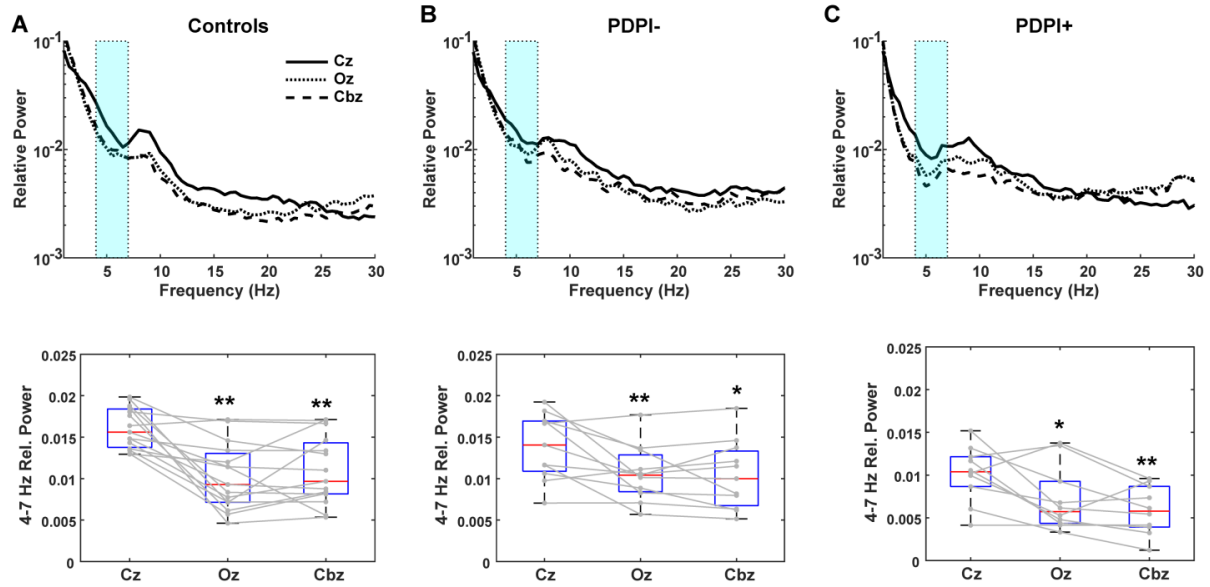 A
Controls
10^-1
10^-2
10^-3
Relative Power
Cz
Oz
Cbz
5 10 15 20 25 30
Frequency (Hz)
B
PDPI-
10^-1
10^-2
10^-3
Relative Power
5 10 15 20 25 30
Frequency (Hz)
C
PDPI+
10^-1
10^-2
10^-3
Relative Power
5 10 15 20 25 30
Frequency (Hz)
0.025
0.02
0.015
0.01
0.005
0
4-7 Hz Rel. Power
** **
Cz Oz Cbz
0.025
0.02
0.015
0.01
0.005
0
4-7 Hz Rel. Power
** *
Cz Oz Cbz
0.025
0.02
0.015
0.01
0.005
0
4-7 Hz Rel. Power
* **
Cz Oz Cbz